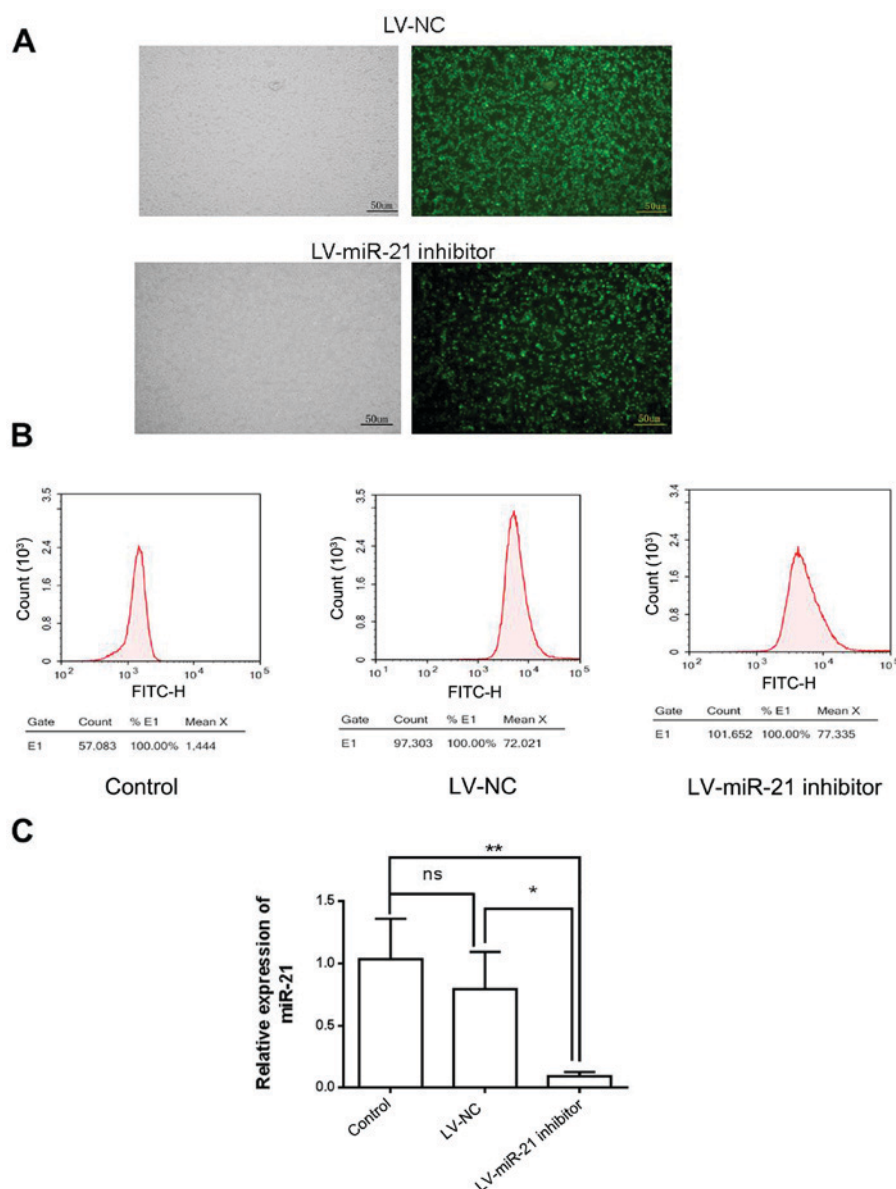 A
LV-NC
50um
50um
LV-miR-21 inhibitor
50um
50um
B
Count (10³)
3.5
2.4
1.6
0.8
0
10² 10³ 10⁴ 10⁵
FITC-H
Gate Count % E1 Mean X
E1 57.083 100.00% 1,444
Control
Count (10³)
3.5
2.4
1.6
0.8
0
10¹ 10² 10³ 10⁴ 10⁵
FITC-H
Gate Count % E1 Mean X
E1 97,303 100.00% 72,021
LV-NC
Count (10³)
3.4
2.4
1.6
0.8
0
10² 10³ 10⁴ 10⁵
FITC-H
Gate Count % E1 Mean X
E1 101.652 100.00% 77.335
LV-miR-21 inhibitor
C
Relative expression of
miR-21
1.5
1.0
0.5
0.0
**
ns
*
Control
LV-NC
LV-miR-21 inhibitor